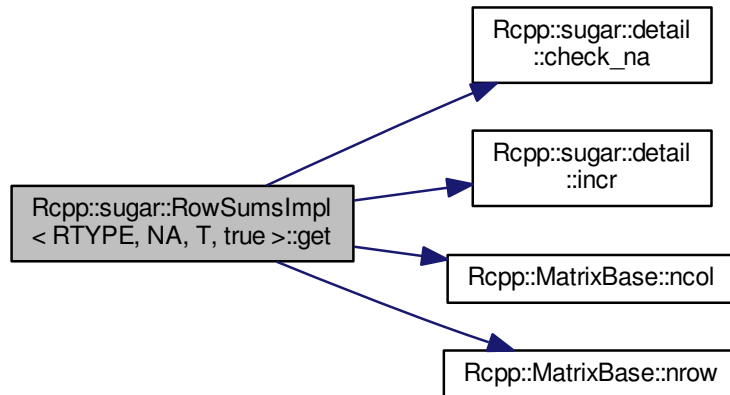 Rcpp::sugar::detail
::check_na
Rcpp::sugar::detail
::incr
Rcpp::sugar::RowSumsImpl
< RTYPE, NA, T, true >::get
Rcpp::MatrixBase::ncol
Rcpp::MatrixBase::nrow